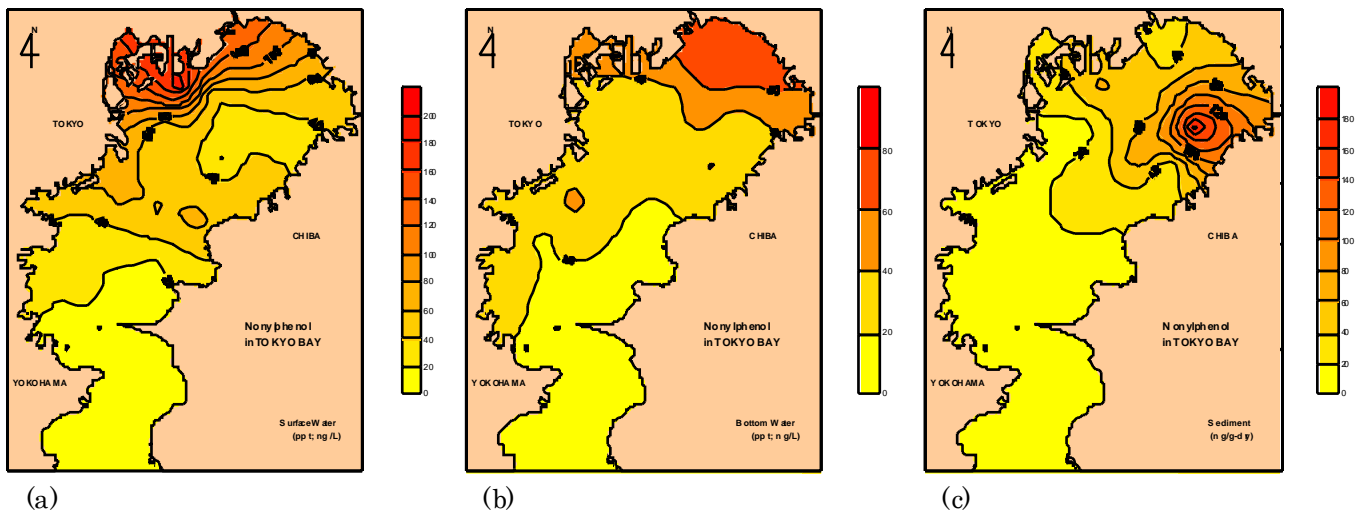 N
TOKYO
CHIBA
Nonylphenol
in TOKYO BAY
YOKOHAMA
Surface Water
(ppt; ng/L)
200
180
160
140
120
100
80
60
40
20
0
(a)
N
TOKYO
CHIBA
Nonylphenol
in TOKYO BAY
YOKOHAMA
Bottom Water
(ppt; ng/L)
80
60
40
20
0
(b)
N
TOKYO
CHIBA
Nonylphenol
in TOKYO BAY
YOKOHAMA
Sediment
(ng/g-dry)
180
160
140
120
100
80
60
40
20
0
(c)